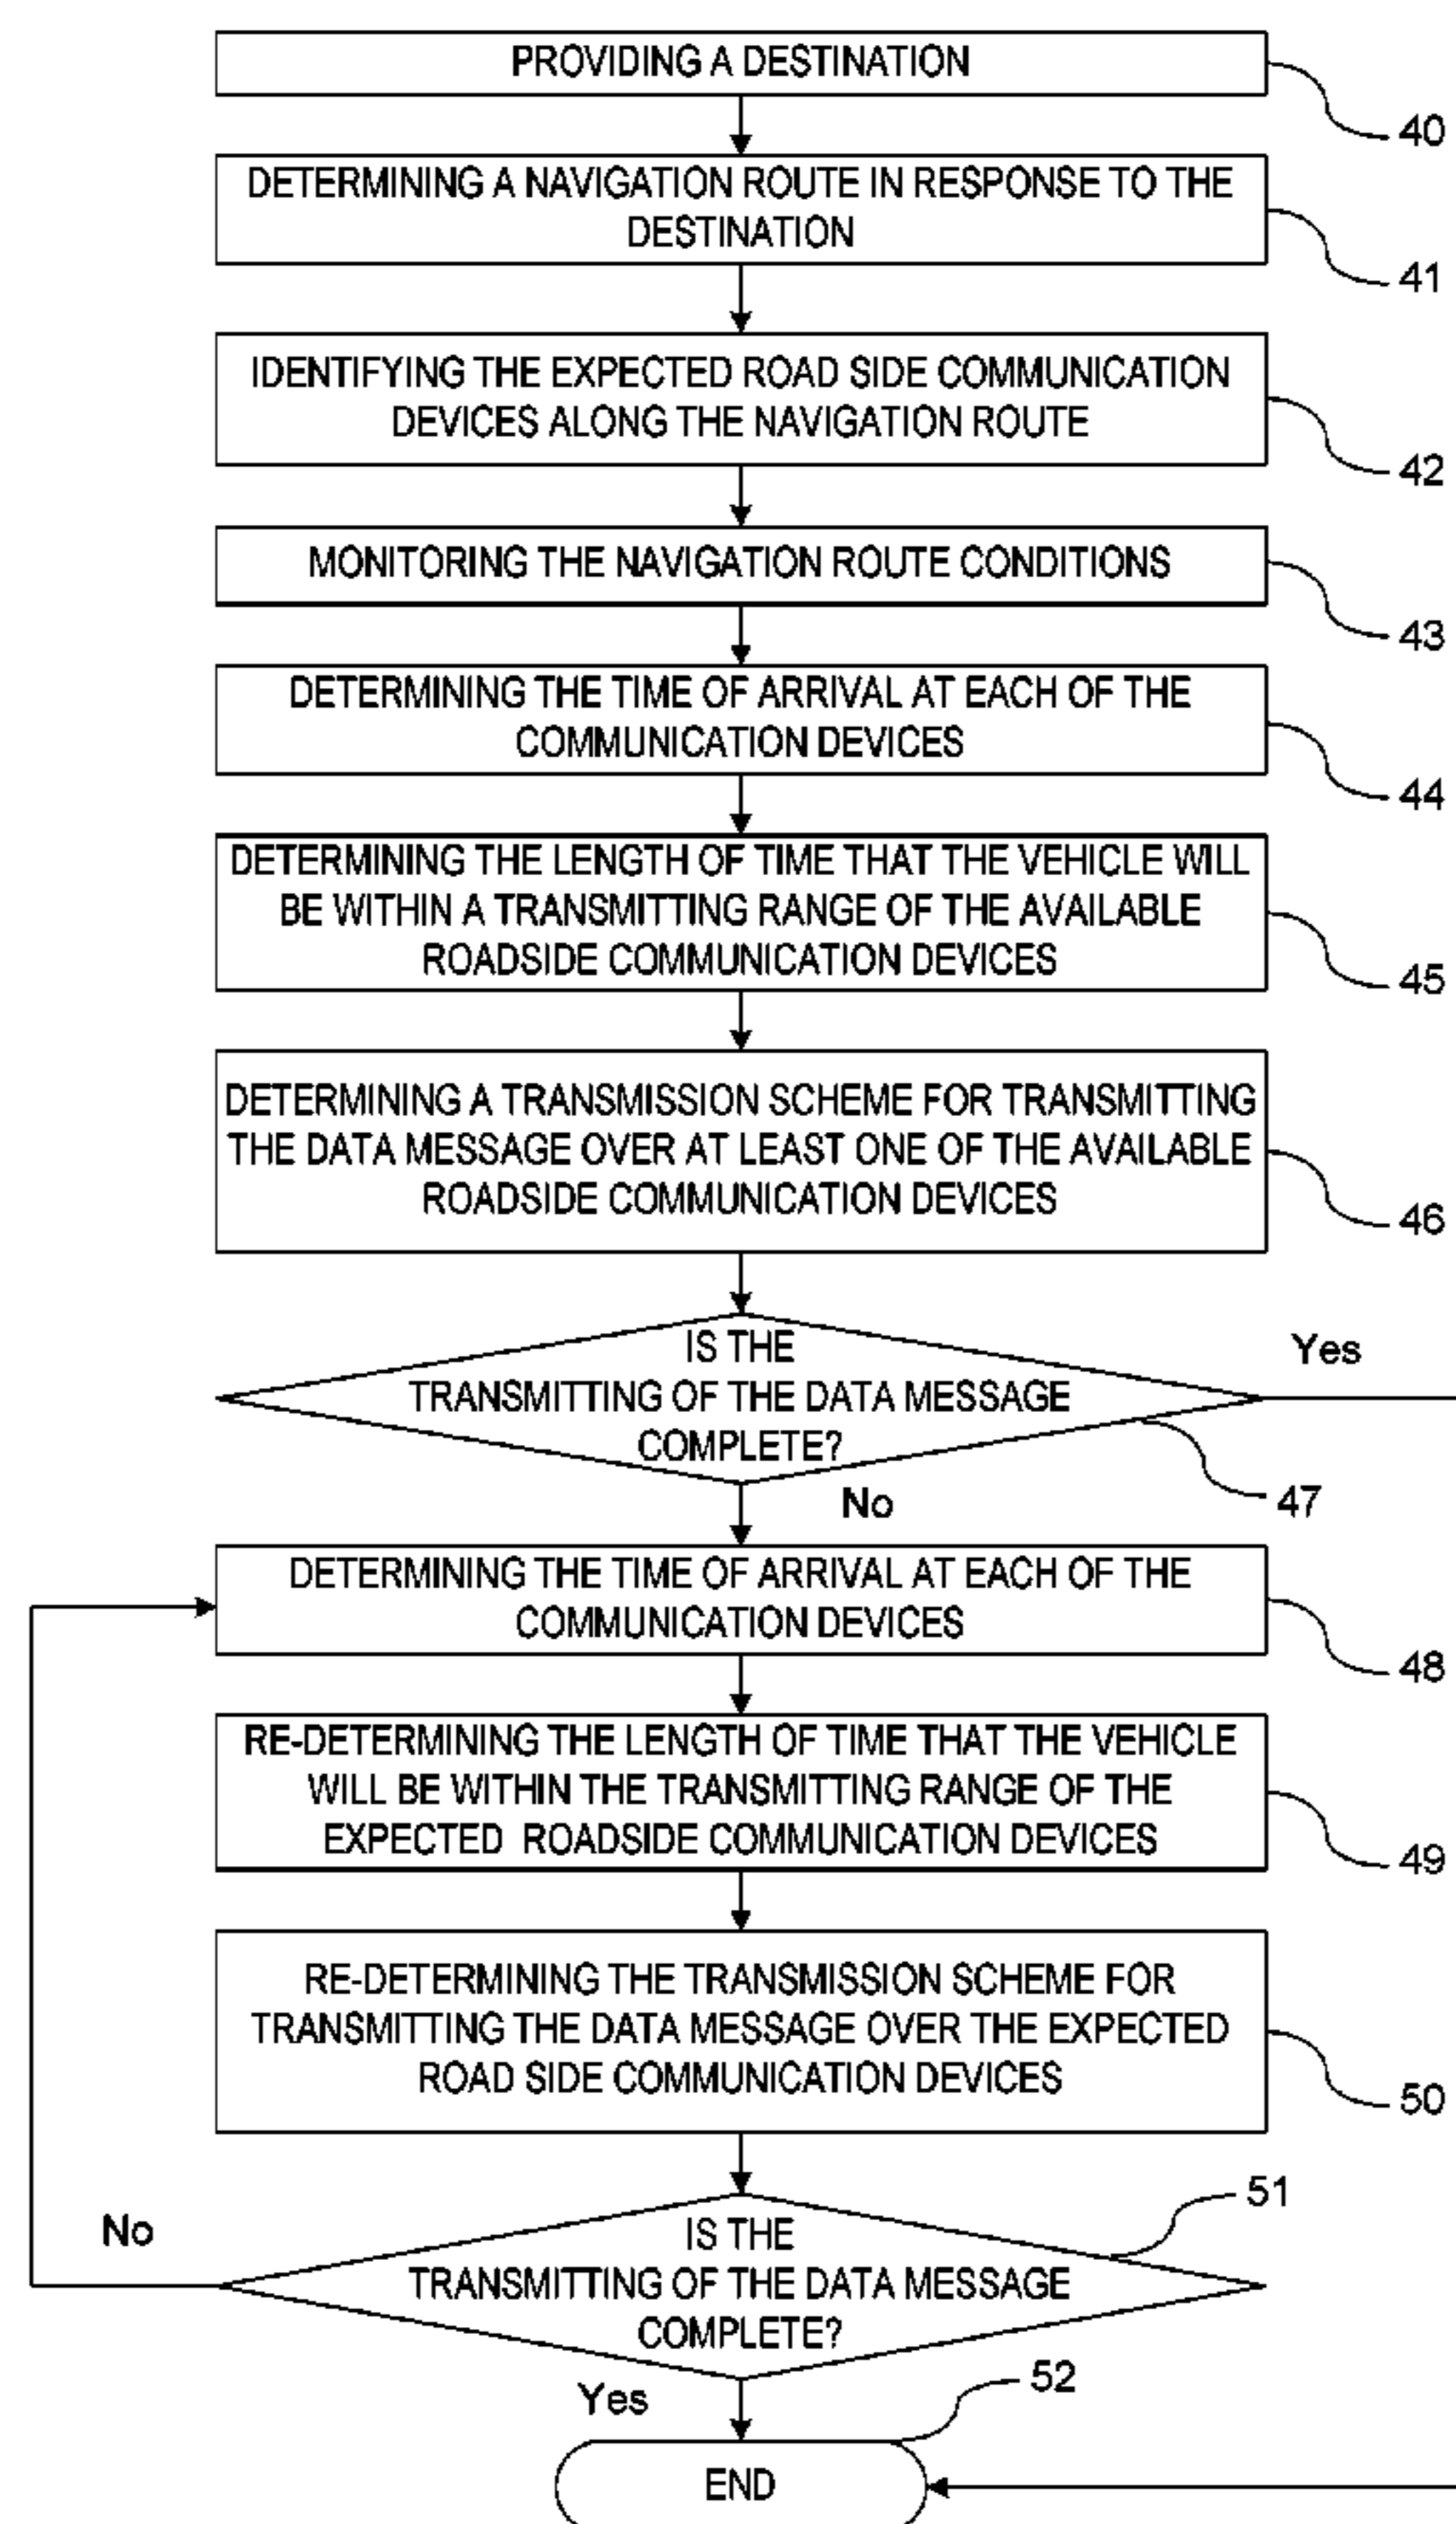 PROVIDING A DESTINATION
40
DETERMINING A NAVIGATION ROUTE IN RESPONSE TO THE
DESTINATION
41
IDENTIFYING THE EXPECTED ROAD SIDE COMMUNICATION
DEVICES ALONG THE NAVIGATION ROUTE
42
MONITORING THE NAVIGATION ROUTE CONDITIONS
43
DETERMINING THE TIME OF ARRIVAL AT EACH OF THE
COMMUNICATION DEVICES
44
DETERMINING THE LENGTH OF TIME THAT THE VEHICLE WILL
BE WITHIN A TRANSMITTING RANGE OF THE AVAILABLE
ROADSIDE COMMUNICATION DEVICES
45
DETERMINING A TRANSMISSION SCHEME FOR TRANSMITTING
THE DATA MESSAGE OVER AT LEAST ONE OF THE AVAILABLE
ROADSIDE COMMUNICATION DEVICES
46
IS THE
TRANSMITTING OF THE DATA MESSAGE
COMPLETE?
Yes
47
No
DETERMINING THE TIME OF ARRIVAL AT EACH OF THE
COMMUNICATION DEVICES
48
RE-DETERMINING THE LENGTH OF TIME THAT THE VEHICLE
WILL BE WITHIN THE TRANSMITTING RANGE OF THE
EXPECTED ROADSIDE COMMUNICATION DEVICES
49
RE-DETERMINING THE TRANSMISSION SCHEME FOR
TRANSMITTING THE DATA MESSAGE OVER THE EXPECTED
ROAD SIDE COMMUNICATION DEVICES
50
51
No
IS THE
TRANSMITTING OF THE DATA MESSAGE
COMPLETE?
Yes
52
END